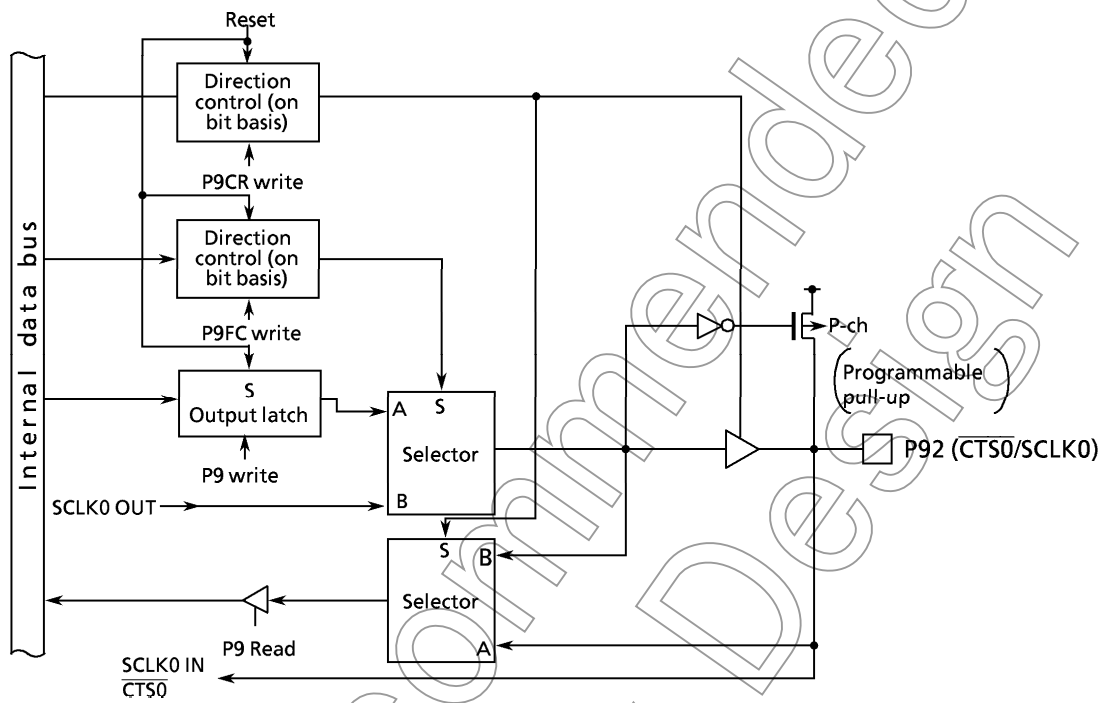 Reset
Direction
control (on
bit basis)
P9CR write
Direction
control (on
bit basis)
P9FC write
S
Output latch
P9 write
SCLK0 OUT
Internal data bus
A
S
Selector
B
S
B
Selector
A
P9 Read
SCLK0 IN
CTS0
P-ch
Programmable
pull-up
P92 (CTS0/SCLK0)
ommended
Design